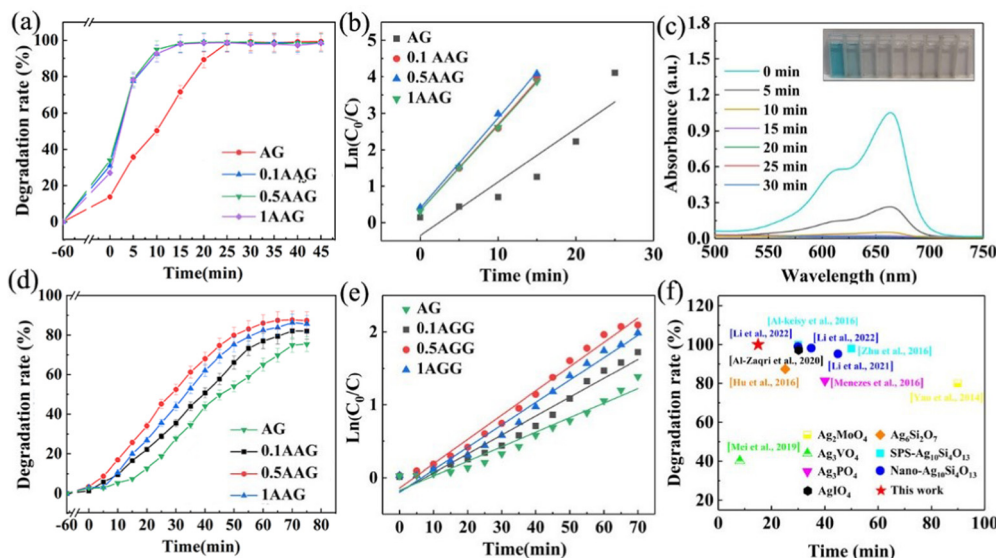 (a)
Degradation rate (%)
120
100
80
60
40
20
0
AG
0.1AAG
0.5AAG
1AAG
-60 0 5 10 15 20 25 30 35 40 45
Time(min)
(b)
Ln(C0/C)
5
4
3
2
1
0
AG
0.1 AAG
0.5AAG
1AAG
0 5 10 15 20 25 30
Time (min)
(c)
Absorbance (a.u.)
1.8
1.5
1.2
0.9
0.6
0.3
0.0
0 min
5 min
10 min
15 min
20 min
25 min
30 min
500 550 600 650 700 750
Wavelength (nm)
(d)
Degradation rate (%)
100
80
60
40
20
0
AG
0.1AAG
0.5AAG
1AAG
-60 0 10 20 30 40 50 60 70 80
Time(min)
(e)
Ln(C0/C)
2
1
0
AG
0.1AGG
0.5AGG
1AGG
0 10 20 30 40 50 60 70
Time(min)
(f)
Degradation rate (%)
120
100
80
60
40
20
[Al-keisy et al., 2016]
[Li et al., 2022]
[Li et al., 2022]
[Zhu et al., 2016]
[Al-Zaqri et al., 2020]
[Li et al., 2021]
[Hu et al., 2016]
[Menezes et al., 2016]
[Mei et al., 2019]
Ag2MoO4
Ag3VO4
Ag3PO4
AgIO4
Ag6Si2O7
SPS-Ag10Si4O13
Nano-Ag10Si4O13
This work
0 20 40 60 80 100
Time (min)